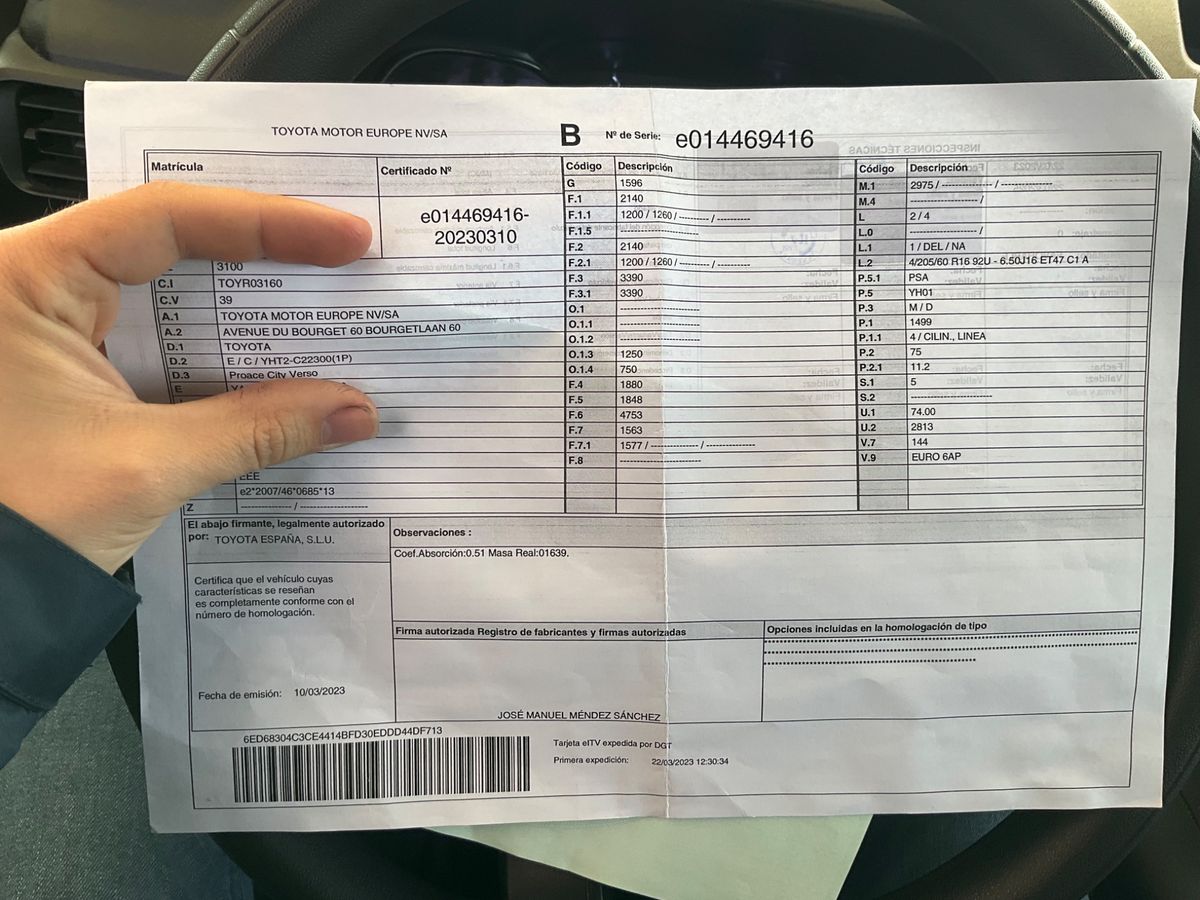 TOYOTA MOTOR EUROPE NV/SA
B Nº de Serie: e014469416
Matrícula
Certificado Nº
e014469416-
20230310
3100
C.I TOYR03160
C.V 39
A.1 TOYOTA MOTOR EUROPE NV/SA
A.2 AVENUE DU BOURGET 60 BOURGETLAAN 60
D.1 TOYOTA
D.2 E / C / YHT2-C22300(1P)
D.3 Proace City Verso
E
EEE
e2*2007/46*0685*13
Z -------------- / --------------------
Código Descripción
G 1596
F.1 2140
F.1.1 1200 / 1260 / --------- / ----------
F.1.5 ------------------------
F.2 2140
F.2.1 1200 / 1260 / --------- / ----------
F.3 3390
F.3.1 3390
O.1 ------------------------
O.1.1 ------------------------
O.1.2 ------------------------
O.1.3 1250
O.1.4 750
F.4 1880
F.5 1848
F.6 4753
F.7 1563
F.7.1 1577 / -------------- / --------------
F.8 ------------------------
Código Descripción
M.1 2975 / --------------- / ---------------
M.4 -------------------- /
L 2 / 4
L.0 -------------------- /
L.1 1 / DEL / NA
L.2 4/205/60 R16 92U - 6.50J16 ET47 C1 A
P.5.1 PSA
P.5 YH01
P.3 M / D
P.1 1499
P.1.1 4 / CILIN., LINEA
P.2 75
P.2.1 11.2
S.1 5
S.2 ------------------------
U.1 74.00
U.2 2813
V.7 144
V.9 EURO 6AP
El abajo firmante, legalmente autorizado
por: TOYOTA ESPAÑA, S.L.U.
Certifica que el vehículo cuyas
características se reseñan
es completamente conforme con el
número de homologación.
Fecha de emisión: 10/03/2023
Observaciones :
Coef.Absorción:0.51 Masa Real:01639.
Firma autorizada Registro de fabricantes y firmas autorizadas
JOSÉ MANUEL MÉNDEZ SÁNCHEZ
Opciones incluidas en la homologación de tipo
6ED68304C3CE4414BFD30EDDD44DF713
Tarjeta eITV expedida por DGT
Primera expedición: 22/03/2023 12:30:34